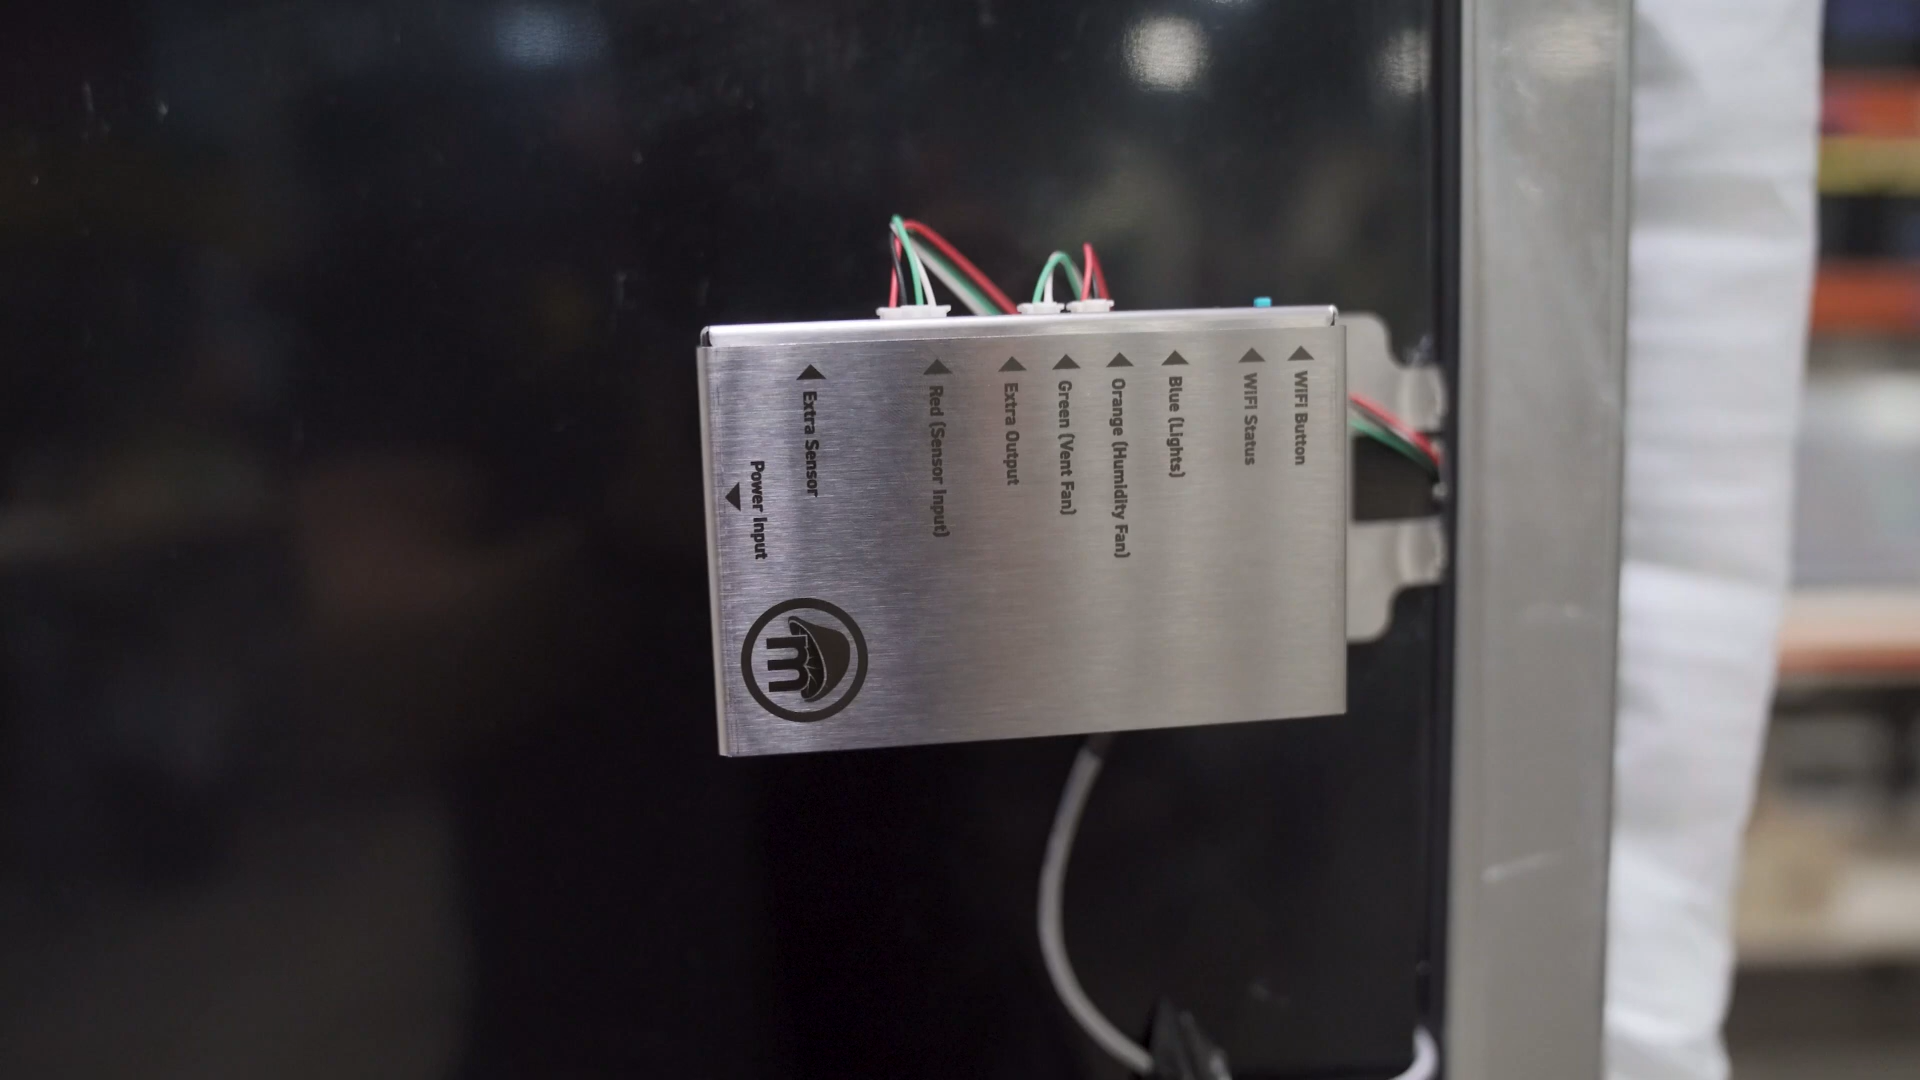 WiFi Button
WiFi Status
Blue (Lights)
Orange (Humidity Fan)
Green (Vent Fan)
Extra Output
Red (Sensor Input)
Extra Sensor
Power Input
m